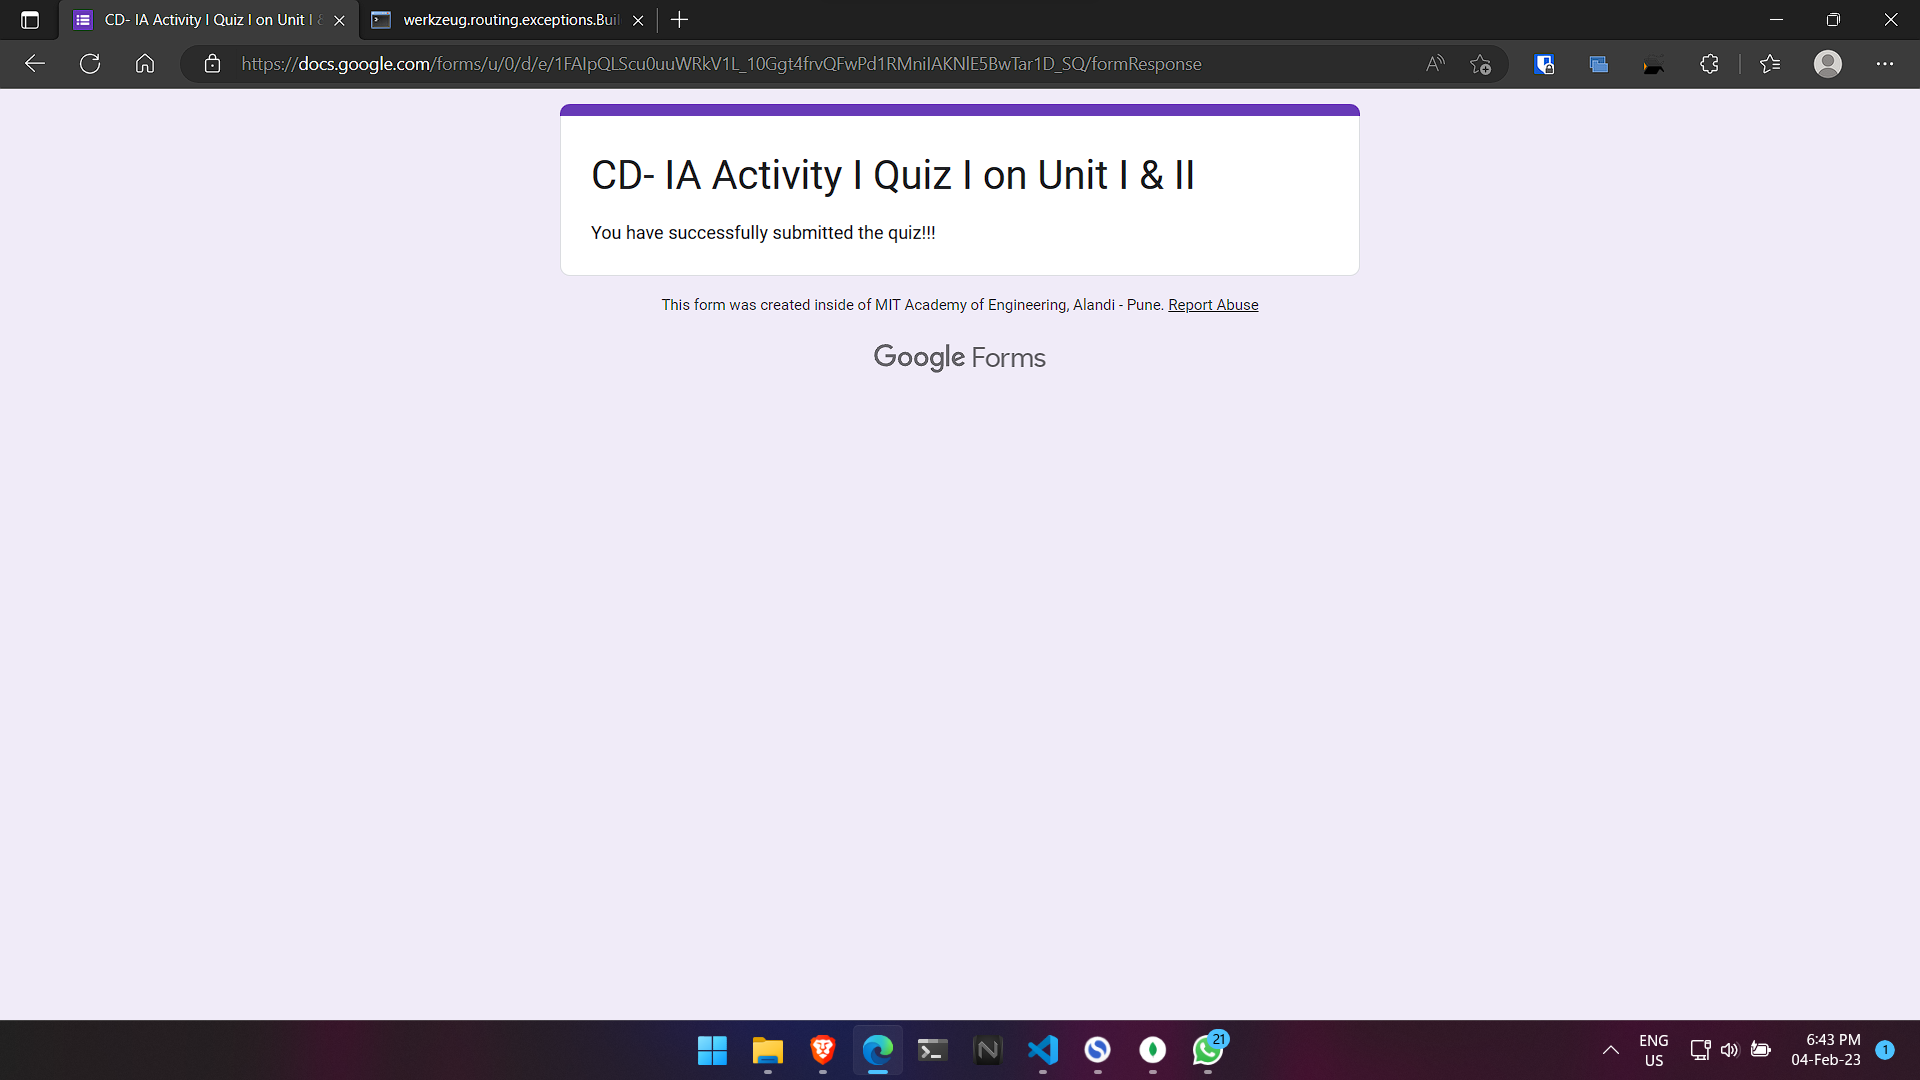 CD- IA Activity I Quiz I on Unit I &
werkzeug.routing.exceptions.Buil
https://docs.google.com/forms/u/0/d/e/1FAIpQLScu0uuWRkV1L_10Ggt4frvQFwPd1RMniIAKNlE5BwTar1D_SQ/formResponse
CD- IA Activity I Quiz I on Unit I & II
You have successfully submitted the quiz!!!
This form was created inside of MIT Academy of Engineering, Alandi - Pune. Report Abuse
Google Forms
21
ENG
US
6:43 PM
04-Feb-23
1